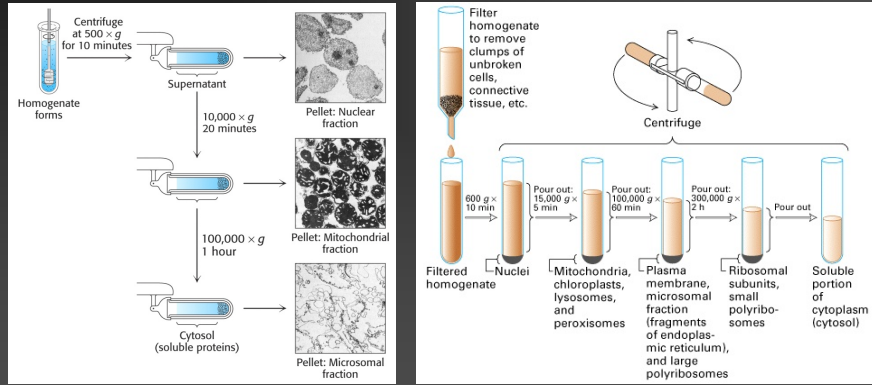 Centrifuge
at 500 × g
for 10 minutes
Homogenate
forms
Supernatant
Pellet: Nuclear
fraction
10,000 × g
20 minutes
Pellet: Mitochondrial
fraction
100,000 × g
1 hour
Cytosol
(soluble proteins)
Pellet: Microsomal
fraction
Filter
homogenate
to remove
clumps of
unbroken
cells,
connective
tissue, etc.
Centrifuge
600 g ×
10 min
Pour out:
15,000 g ×
5 min
Pour out:
100,000 g ×
60 min
Pour out:
300,000 g ×
2 h
Pour out
Filtered
homogenate
Nuclei
Mitochondria,
chloroplasts,
lysosomes,
and
peroxisomes
Plasma
membrane,
microsomal
fraction
(fragments
of endoplas-
mic reticulum),
and large
polyribosomes
Ribosomal
subunits,
small
polyribo-
somes
Soluble
portion
of
cytoplasm
(cytosol)